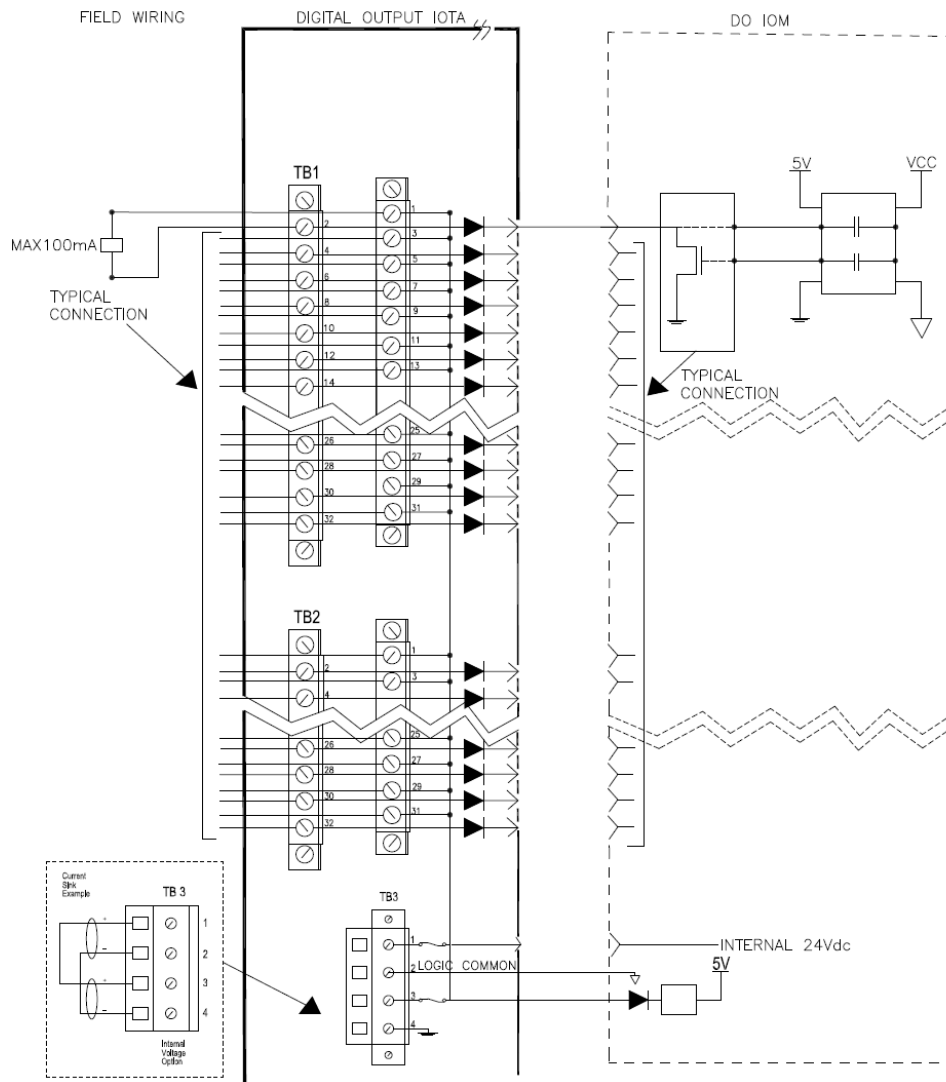 FIELD WIRING
DIGITAL OUTPUT IOTA
DO IOM
TB1
5V
VCC
MAX100mA
TYPICAL
CONNECTION
2
4
6
8
10
12
14
26
28
30
32
1
3
5
7
9
11
13
25
27
29
31
TYPICAL
CONNECTION
TB2
2
4
26
28
30
32
1
3
25
27
29
31
Current
Sink
Example
TB 3
1
2
3
4
Internal
Voltage
Option
TB3
1
2
3
4
LOGIC COMMON
INTERNAL 24Vdc
5V